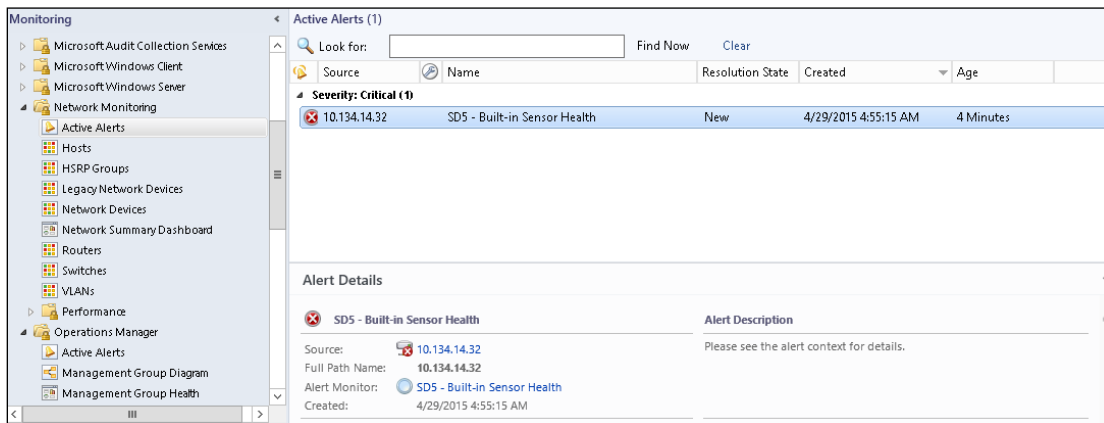 Monitoring
Microsoft Audit Collection Services
Microsoft Windows Client
Microsoft Windows Server
Network Monitoring
Active Alerts
Hosts
HSRP Groups
Legacy Network Devices
Network Devices
Network Summary Dashboard
Routers
Switches
VLANs
Performance
Operations Manager
Active Alerts
Management Group Diagram
Management Group Health
Active Alerts (1)
Look for: Find Now Clear
Source Name Resolution State Created Age
Severity: Critical (1)
10.134.14.32 SD5 - Built-in Sensor Health New 4/29/2015 4:55:15 AM 4 Minutes
Alert Details
SD5 - Built-in Sensor Health
Source: 10.134.14.32
Full Path Name: 10.134.14.32
Alert Monitor: SD5 - Built-in Sensor Health
Created: 4/29/2015 4:55:15 AM
Alert Description
Please see the alert context for details.